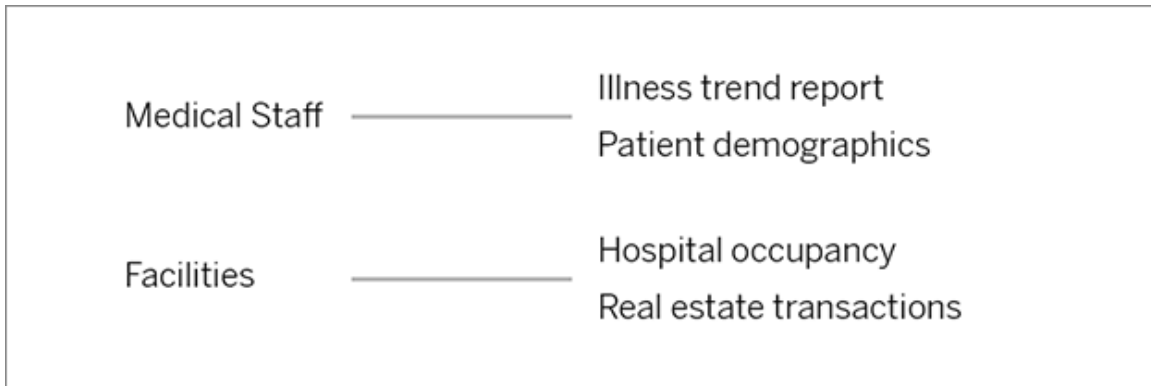 Medical Staff
Illness trend report
Patient demographics
Facilities
Hospital occupancy
Real estate transactions